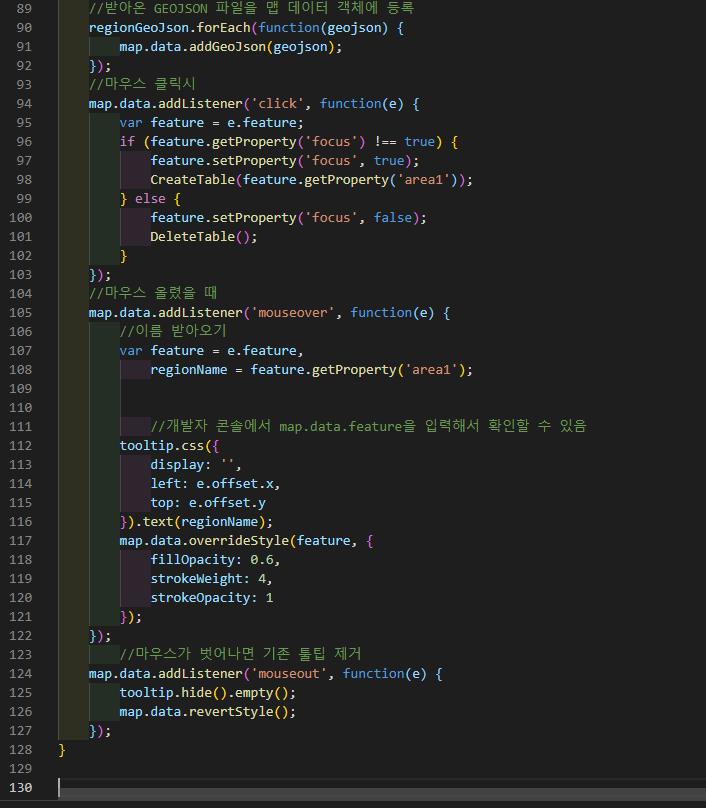 89 //받아온 GEOJSON 파일을 맵 데이터 객체에 등록
90 regionGeoJson.forEach(function(geojson) {
91 map.data.addGeoJson(geojson);
92 });
93 //마우스 클릭시
94 map.data.addListener('click', function(e) {
95 var feature = e.feature;
96 if (feature.getProperty('focus') !== true) {
97 feature.setProperty('focus', true);
98 CreateTable(feature.getProperty('area1'));
99 } else {
100 feature.setProperty('focus', false);
101 DeleteTable();
102 }
103 });
104 //마우스 올렸을 때
105 map.data.addListener('mouseover', function(e) {
106 //이름 받아오기
107 var feature = e.feature,
108 regionName = feature.getProperty('area1');
109
110
111 //개발자 콘솔에서 map.data.feature을 입력해서 확인할 수 있음
112 tooltip.css({
113 display: '',
114 left: e.offset.x,
115 top: e.offset.y
116 }).text(regionName);
117 map.data.overrideStyle(feature, {
118 fillOpacity: 0.6,
119 strokeWeight: 4,
120 strokeOpacity: 1
121 });
122 });
123 //마우스가 벗어나면 기존 툴팁 제거
124 map.data.addListener('mouseout', function(e) {
125 tooltip.hide().empty();
126 map.data.revertStyle();
127 });
128 }
129
130